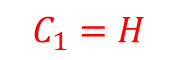 C₁ = H